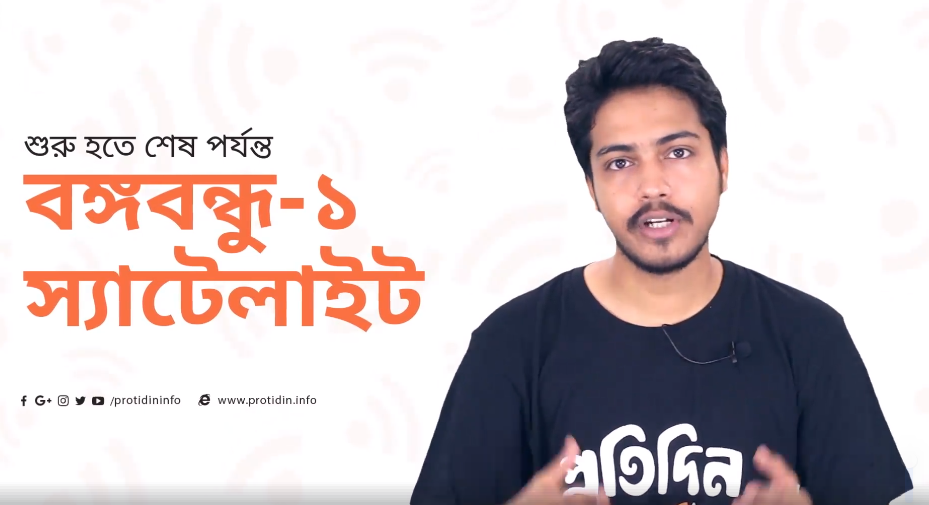 শুরু হতে শেষ পর্যন্ত
বঙ্গবন্ধু-১
স্যাটেলাইট
/protidininfo www.protidin.info
প্রতিদিন